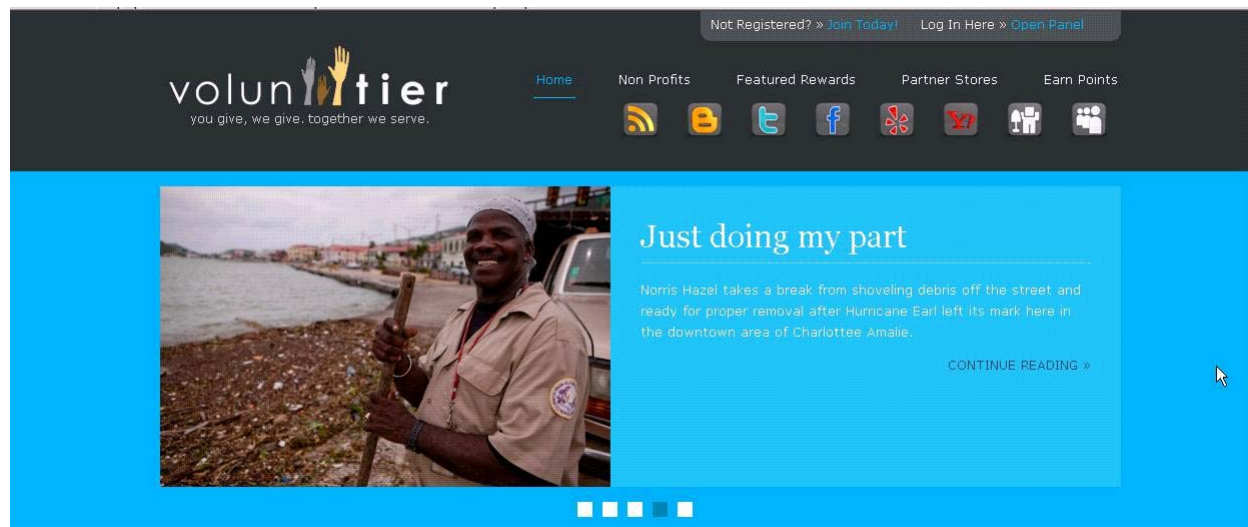 Not Registered? » Join Today! Log In Here » Open Panel
volun tier
you give, we give. together we serve.
Home Non Profits Featured Rewards Partner Stores Earn Points
Just doing my part
Norris Hazel takes a break from shoveling debris off the street and
ready for proper removal after Hurricane Earl left its mark here in
the downtown area of Charlottee Amalie.
CONTINUE READING »